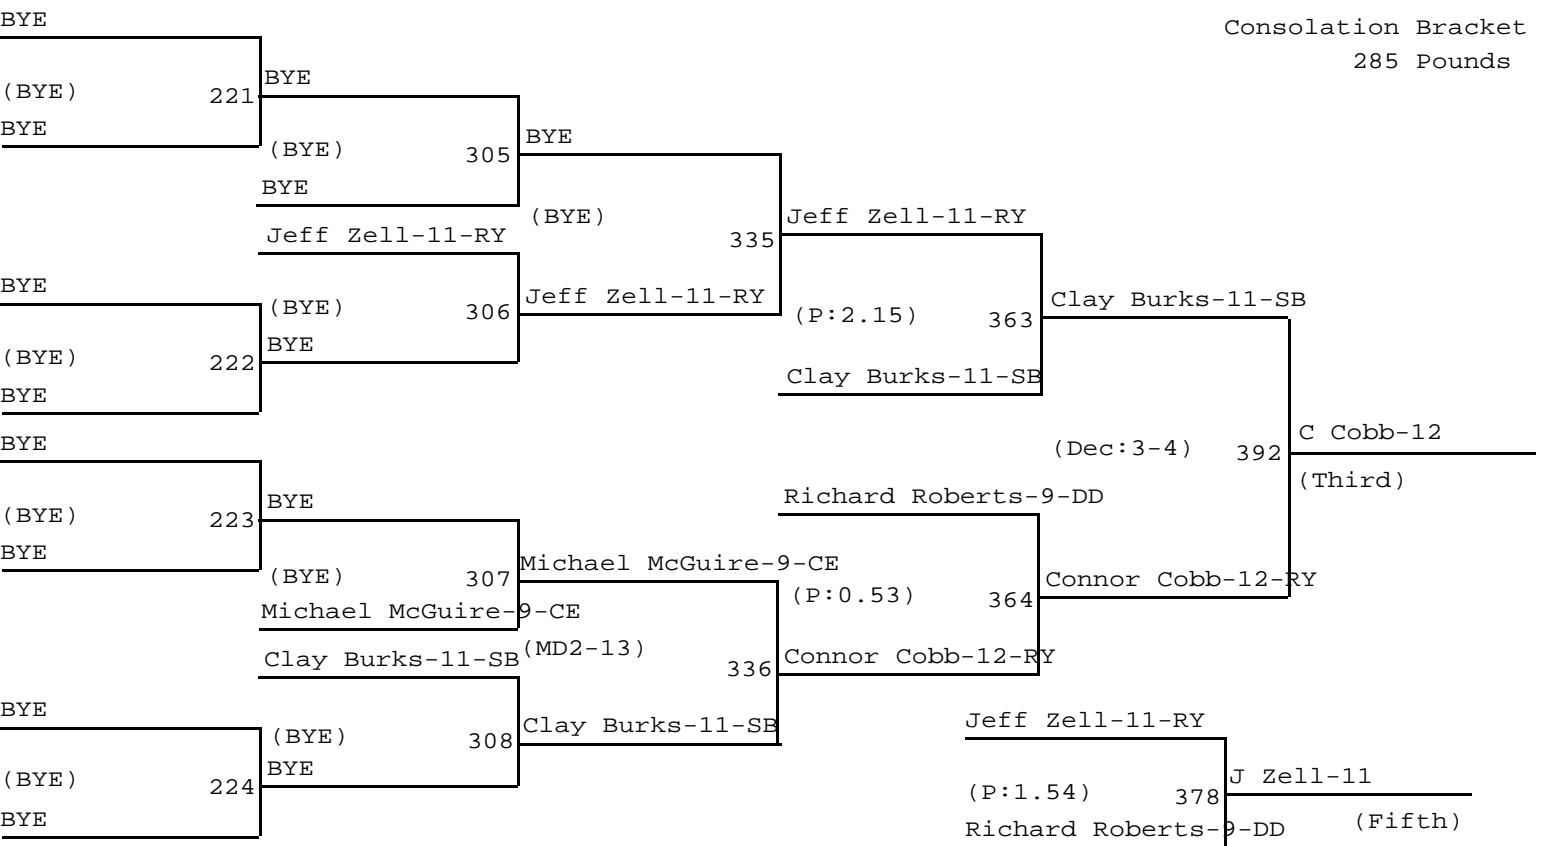 BYE
Consolation Bracket
285 Pounds
BYE
(BYE)
221
BYE
BYE
(BYE)
305
BYE
BYE
(BYE)
Jeff Zell-11-RY
335
Jeff Zell-11-RY
BYE
(BYE)
306
Jeff Zell-11-RY
(P:2.15)
363
Clay Burks-11-SB
BYE
(BYE)
222
BYE
Clay Burks-11-SB
BYE
(Dec:3-4)
392
C Cobb-12
(Third)
BYE
Richard Roberts-9-DD
(BYE)
223
BYE
Michael McGuire-9-CE
(BYE)
307
(P:0.53)
364
Connor Cobb-12-RY
Michael McGuire-9-CE
(MD2-13)
Clay Burks-11-SB
336
Connor Cobb-12-RY
BYE
Clay Burks-11-SB
Jeff Zell-11-RY
(BYE)
308
BYE
(BYE)
224
J Zell-11
(P:1.54)
378
BYE
Richard Roberts-9-DD
(Fifth)